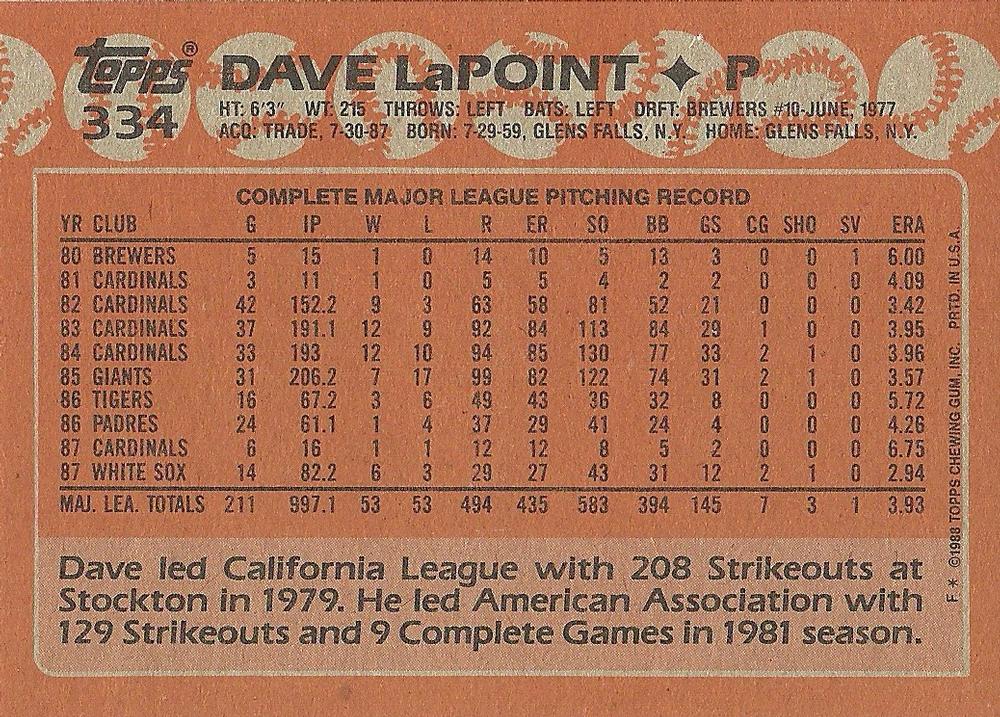 topps® DAVE LaPOINT ✦ P
334
HT: 6'3" WT: 215 THROWS: LEFT BATS: LEFT DRFT: BREWERS #10-JUNE, 1977
ACQ: TRADE, 7-30-87 BORN: 7-29-59, GLENS FALLS, N.Y. HOME: GLENS FALLS, N.Y.
COMPLETE MAJOR LEAGUE PITCHING RECORD
YR CLUB G IP W L R ER SO BB GS CG SHO SV ERA
80 BREWERS 5 15 1 0 14 10 5 13 3 0 0 1 6.00
81 CARDINALS 3 11 1 0 5 5 4 2 2 0 0 0 4.09
82 CARDINALS 42 152.2 9 3 63 58 81 52 21 0 0 0 3.42
83 CARDINALS 37 191.1 12 9 92 84 113 84 29 1 0 0 3.95
84 CARDINALS 33 193 12 10 94 85 130 77 33 2 1 0 3.96
85 GIANTS 31 206.2 7 17 99 82 122 74 31 2 1 0 3.57
86 TIGERS 16 67.2 3 6 49 43 36 32 8 0 0 0 5.72
86 PADRES 24 61.1 1 4 37 29 41 24 4 0 0 0 4.26
87 CARDINALS 6 16 1 1 12 12 8 5 2 0 0 0 6.75
87 WHITE SOX 14 82.2 6 3 29 27 43 31 12 2 1 0 2.94
MAJ. LEA. TOTALS 211 997.1 53 53 494 435 583 394 145 7 3 1 3.93
Dave led California League with 208 Strikeouts at
Stockton in 1979. He led American Association with
129 Strikeouts and 9 Complete Games in 1981 season.
F* ©1988 TOPPS CHEWING GUM, INC. PRTD. IN U.S.A.